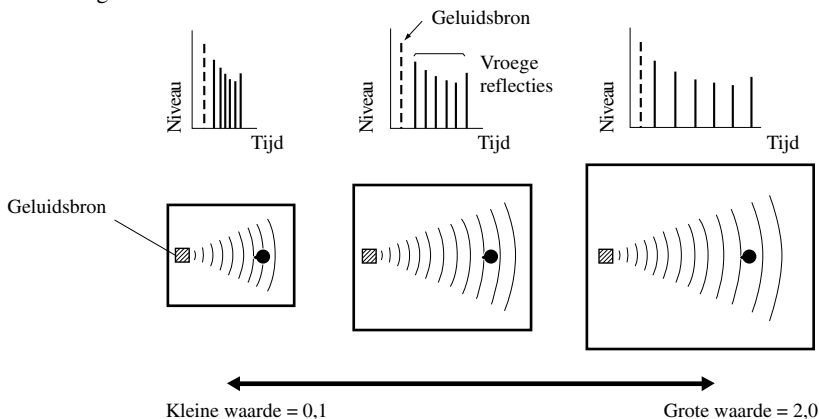 Geluidsbron
Niveau
Tijd
Niveau
Vroege
reflecties
Tijd
Niveau
Tijd
Geluidsbron
Kleine waarde = 0,1
Grote waarde = 2,0